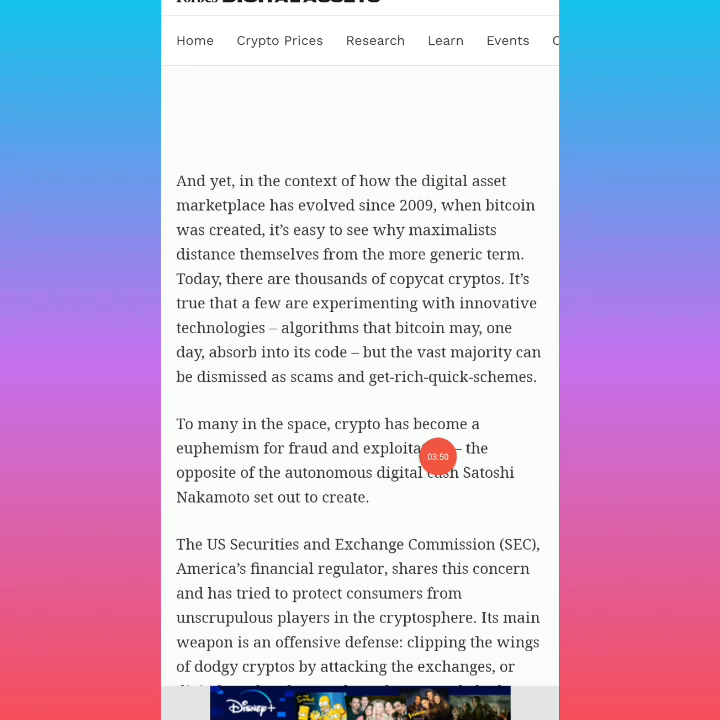 Forbes DIGITAL ASSETS
Home Crypto Prices Research Learn Events
And yet, in the context of how the digital asset
marketplace has evolved since 2009, when bitcoin
was created, it’s easy to see why maximalists
distance themselves from the more generic term.
Today, there are thousands of copycat cryptos. It’s
true that a few are experimenting with innovative
technologies – algorithms that bitcoin may, one
day, absorb into its code – but the vast majority can
be dismissed as scams and get-rich-quick-schemes.
To many in the space, crypto has become a
euphemism for fraud and – the
03:50
opposite of the autonomous digital cash Satoshi
Nakamoto set out to create.
The US Securities and Exchange Commission (SEC),
America’s financial regulator, shares this concern
and has tried to protect consumers from
unscrupulous players in the cryptosphere. Its main
weapon is an offensive defense: clipping the wings
of dodgy cryptos by attacking the exchanges, or
Disney+